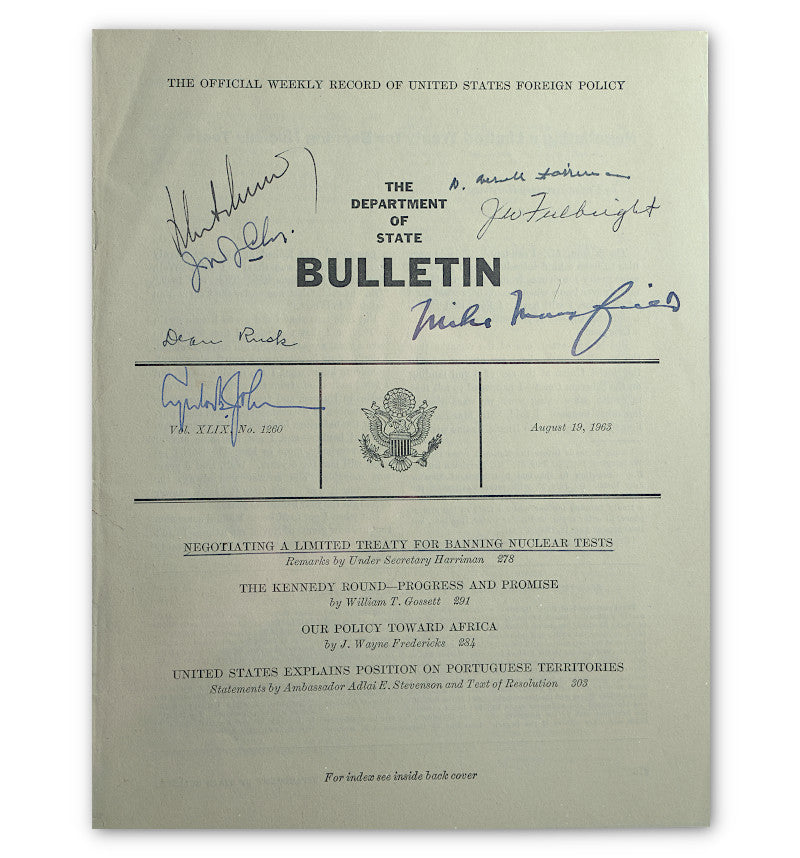 THE OFFICIAL WEEKLY RECORD OF UNITED STATES FOREIGN POLICY
THE
DEPARTMENT
OF
STATE
BULLETIN
W. Averell Harriman
J W Fulbright
Mike Mansfield
Dean Rusk
Lyndon B. Johnson
Vol. XLIX, No. 1260
August 19, 1963
NEGOTIATING A LIMITED TREATY FOR BANNING NUCLEAR TESTS
Remarks by Under Secretary Harriman 278
THE KENNEDY ROUND—PROGRESS AND PROMISE
by William T. Gossett 291
OUR POLICY TOWARD AFRICA
by J. Wayne Fredericks 284
UNITED STATES EXPLAINS POSITION ON PORTUGUESE TERRITORIES
Statements by Ambassador Adlai E. Stevenson and Text of Resolution 303
For index see inside back cover